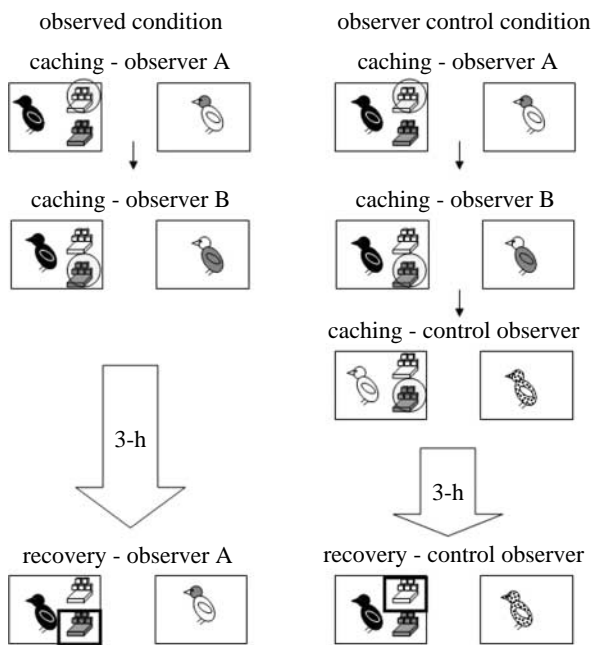 observed condition
caching - observer A
caching - observer B
3-h
recovery - observer A
observer control condition
caching - observer A
caching - observer B
caching - control observer
3-h
recovery - control observer